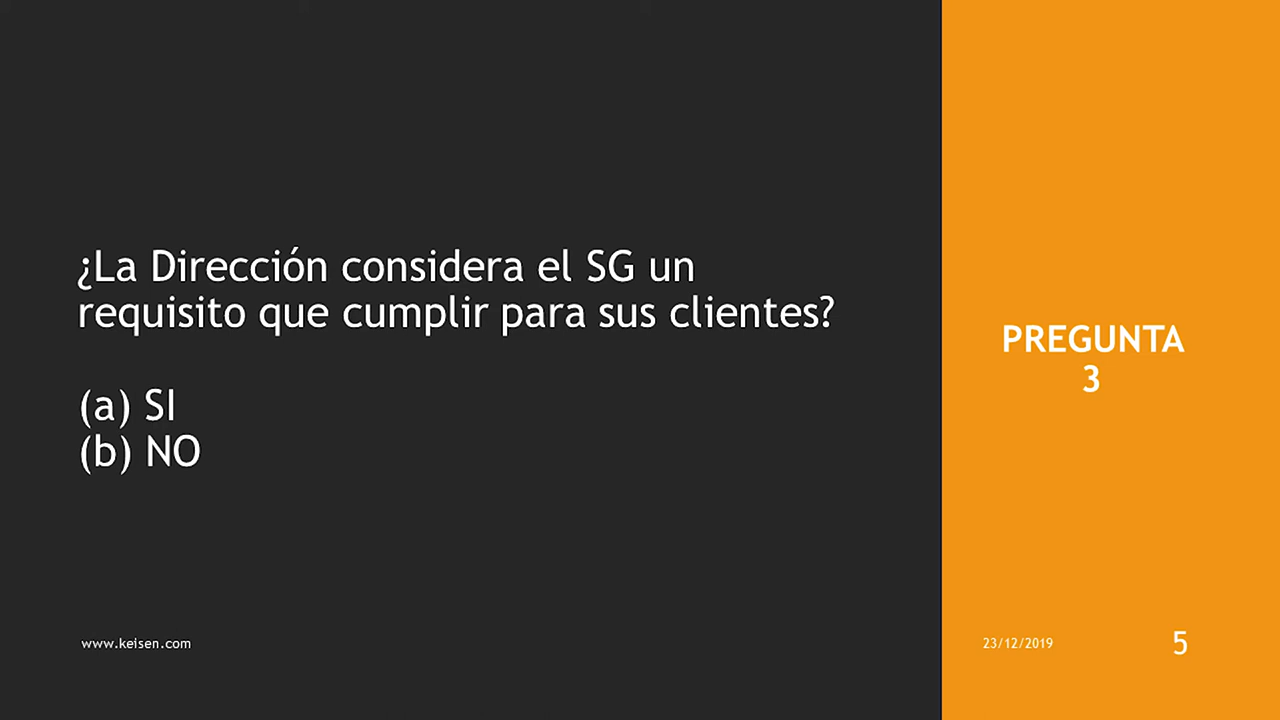 ¿La Dirección considera el SG un
requisito que cumplir para sus clientes?
(a) SI
(b) NO
PREGUNTA
3
www.keisen.com
23/12/2019
5